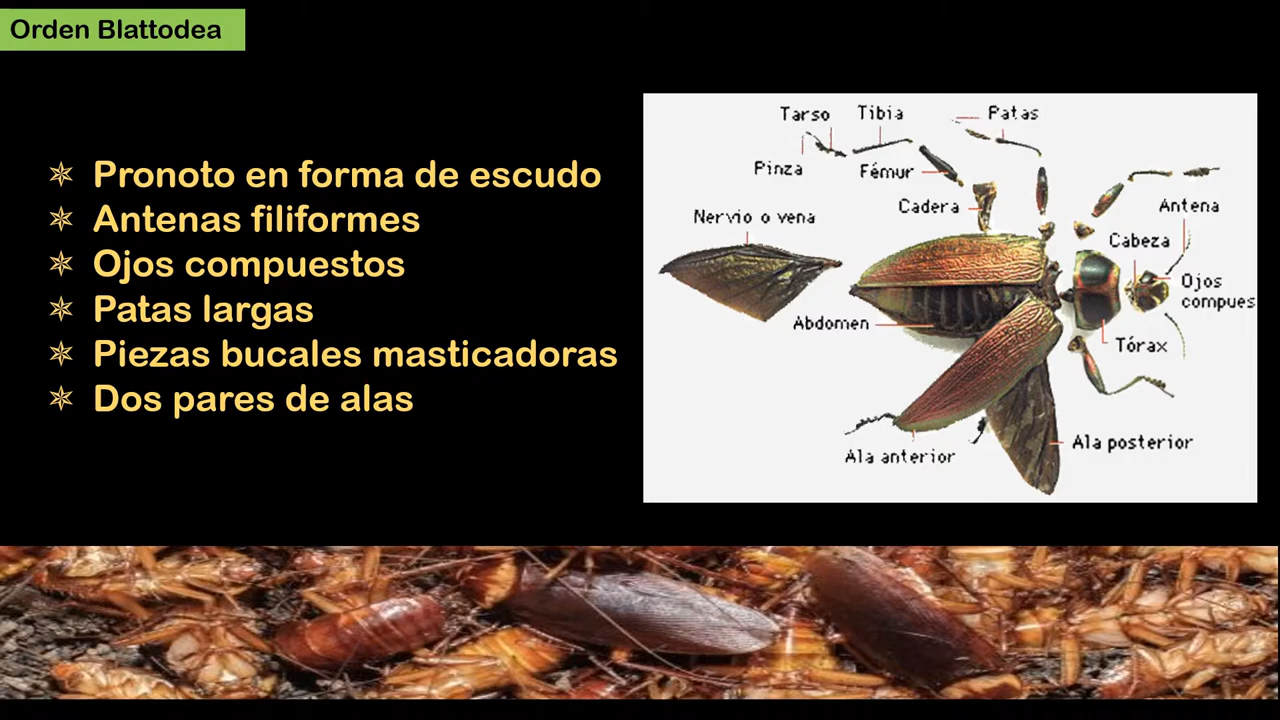 Orden Blattodea
Pronoto en forma de escudo
Antenas filiformes
Ojos compuestos
Patas largas
Piezas bucales masticadoras
Dos pares de alas
Tarso
Tibia
Patas
Pinza
Fémur
Cadera
Antena
Nervio o vena
Cabeza
Ojos
compues
Abdomen
Tórax
Ala anterior
Ala posterior